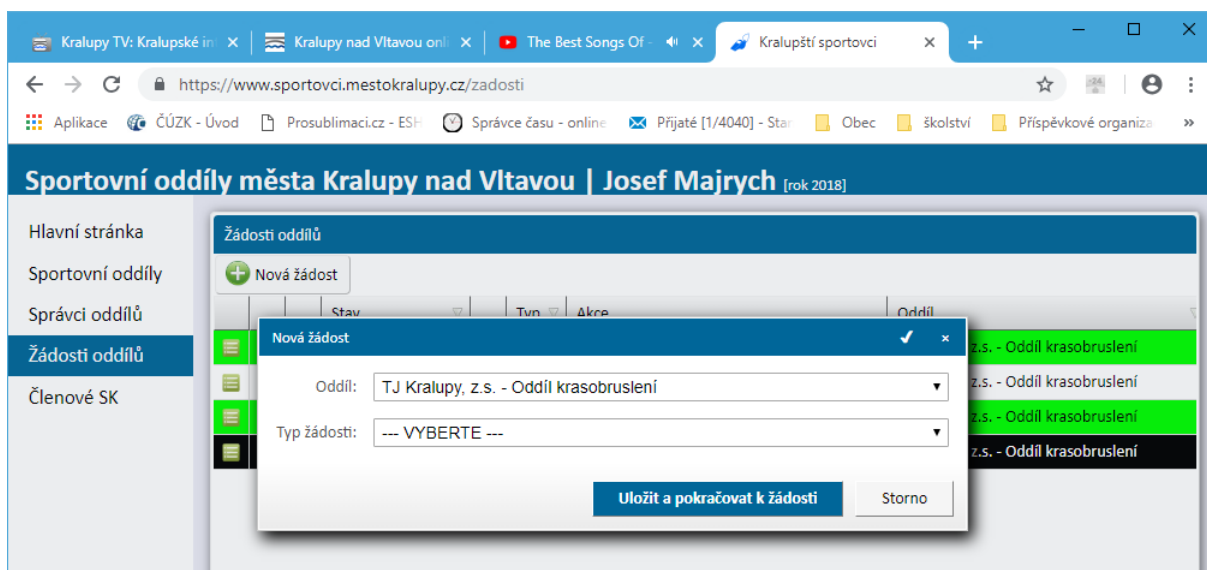 Kralupy TV: Kralupské in
Kralupy nad Vltavou onli
The Best Songs Of -
Kralupští sportovci
https://www.sportovci.mestokralupy.cz/zadosti
Aplikace
ČÚZK - Úvod
Prosublimaci.cz - ESH
Správce času - online
Přijaté [1/4040] - Star
Obec
školství
Příspěvkové organiza
Sportovní oddíly města Kralupy nad Vltavou | Josef Majrych [rok 2018]
Hlavní stránka
Sportovní oddíly
Správci oddílů
Žádosti oddílů
Členové SK
Žádosti oddílů
Nová žádost
Stav Typ Akce Oddíl
Nová žádost
Oddíl: TJ Kralupy, z.s. - Oddíl krasobruslení
Typ žádosti: --- VYBERTE ---
Uložit a pokračovat k žádosti
Storno
z.s. - Oddíl krasobruslení
z.s. - Oddíl krasobruslení
z.s. - Oddíl krasobruslení
z.s. - Oddíl krasobruslení